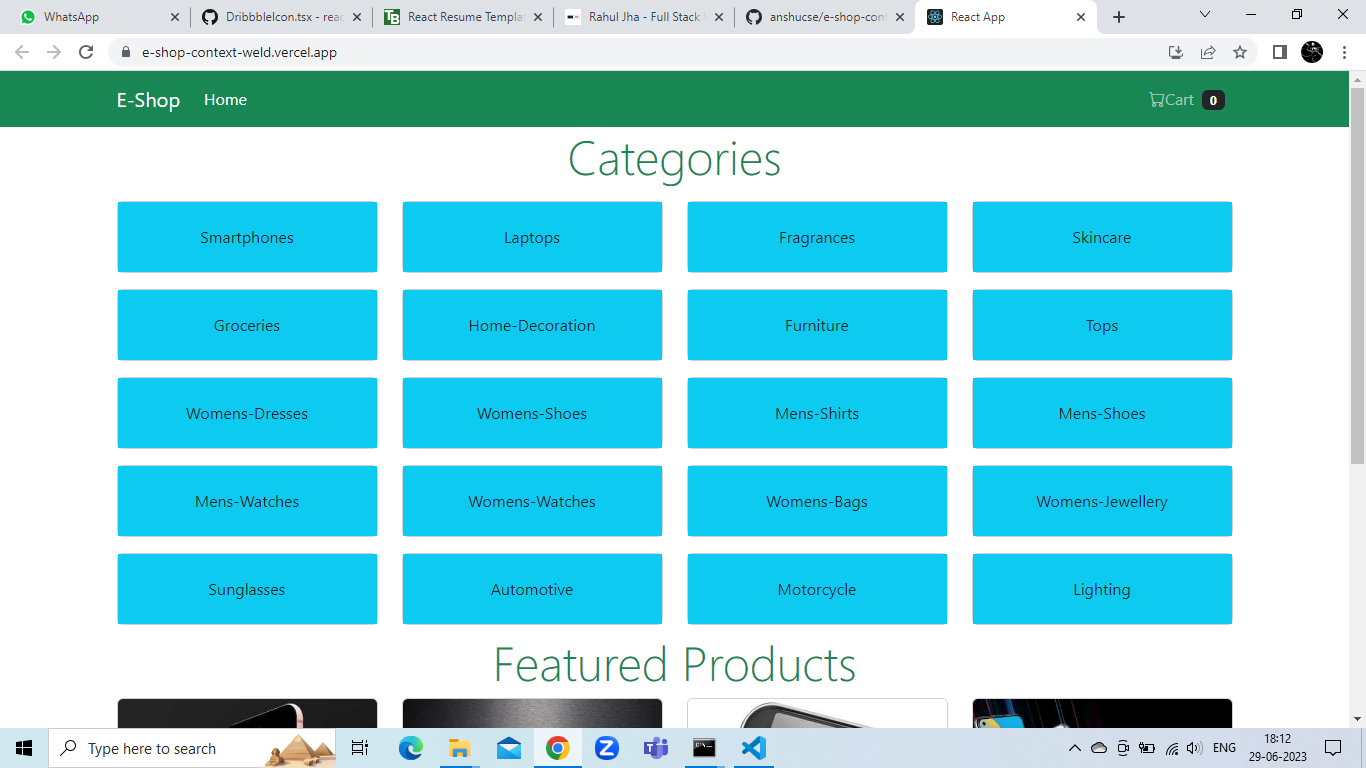 WhatsApp
DribbbleIcon.tsx - reac
React Resume Templat
Rahul Jha - Full Stack
anshucse/e-shop-cont
React App
e-shop-context-weld.vercel.app
E-Shop Home Cart 0
Categories
Smartphones Laptops Fragrances Skincare
Groceries Home-Decoration Furniture Tops
Womens-Dresses Womens-Shoes Mens-Shirts Mens-Shoes
Mens-Watches Womens-Watches Womens-Bags Womens-Jewellery
Sunglasses Automotive Motorcycle Lighting
Featured Products
Type here to search
ENG
18:12
29-06-2023